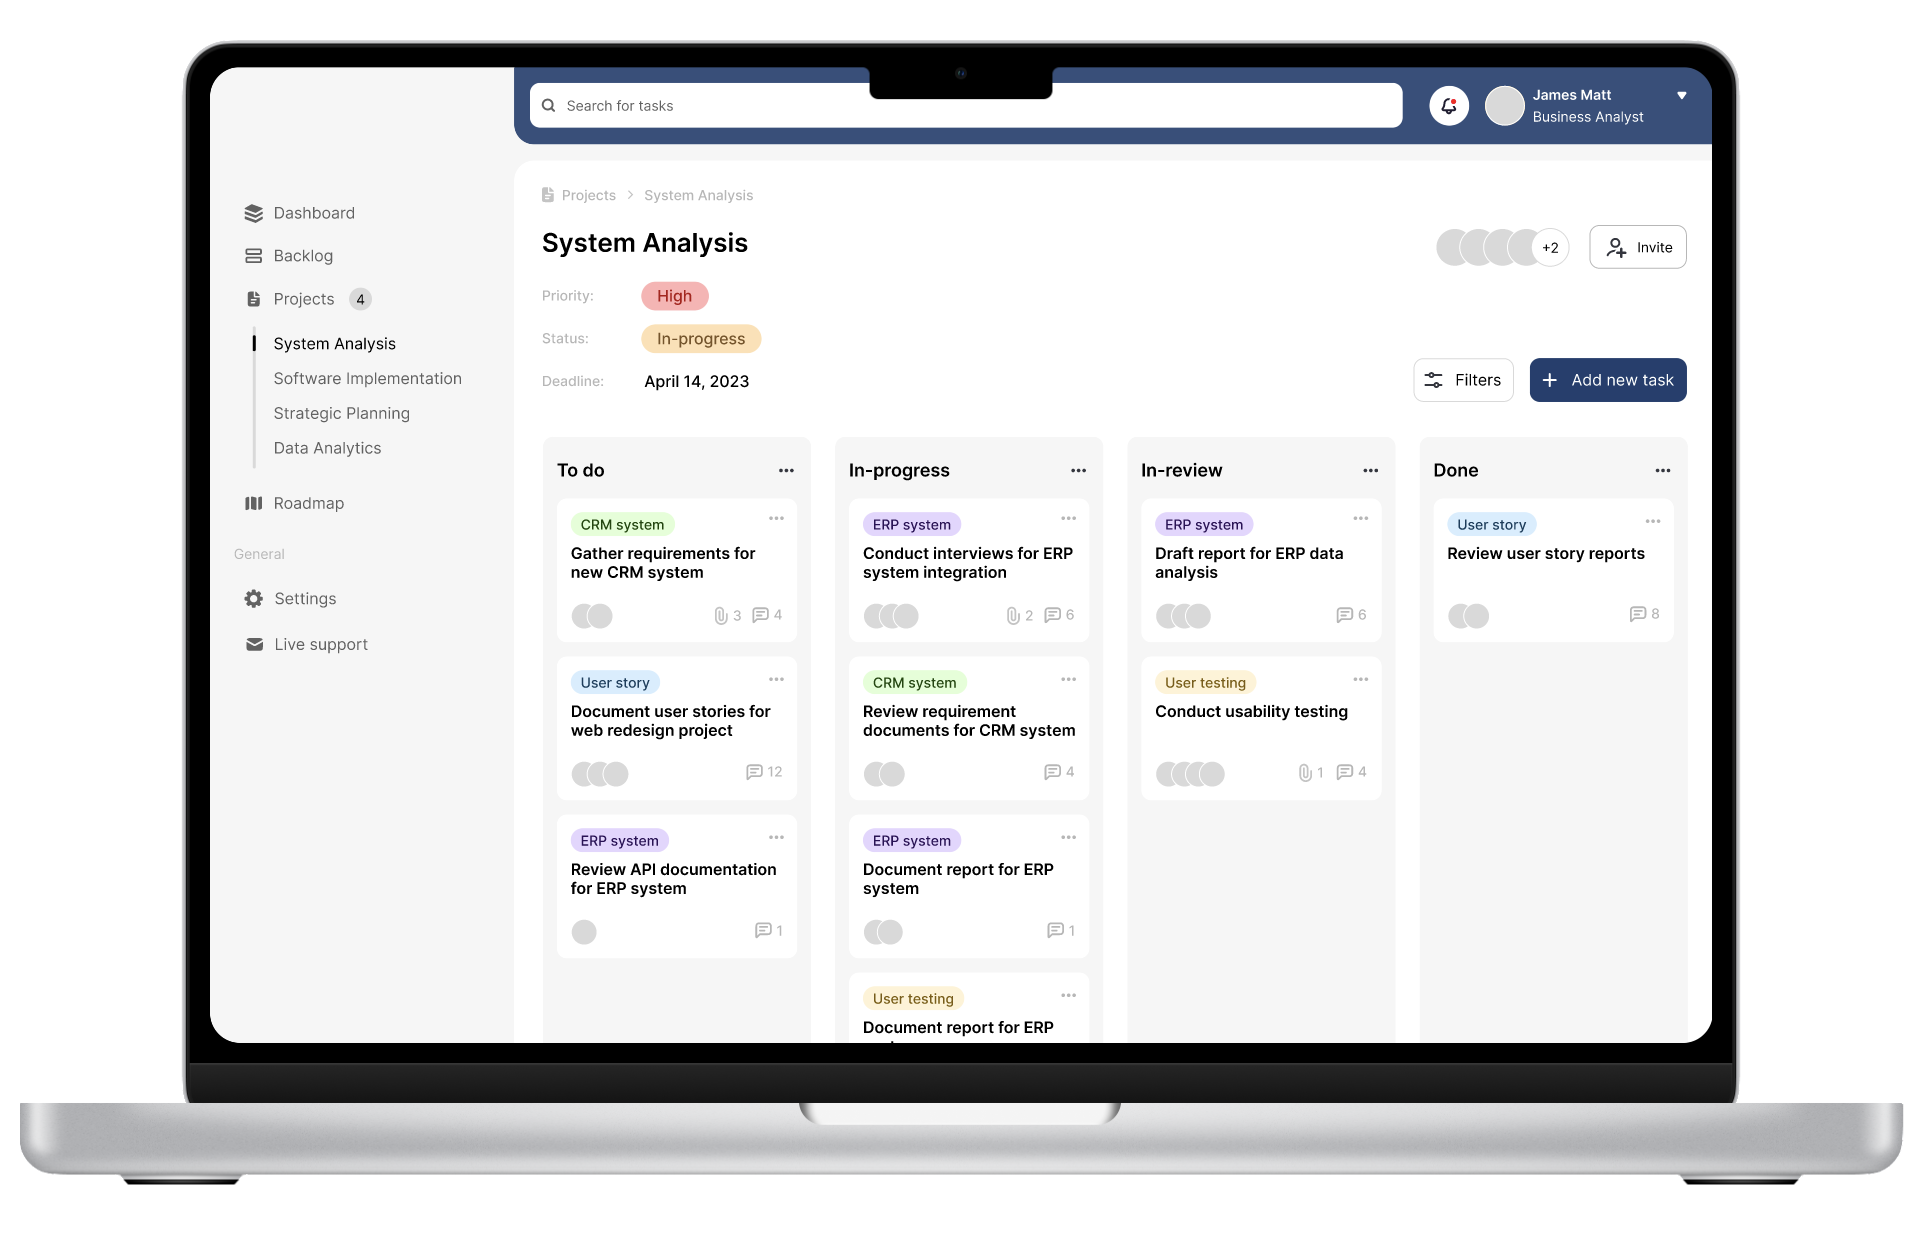 Search for tasks
James Matt
Business Analyst
Dashboard
Backlog
Projects 4
System Analysis
Software Implementation
Strategic Planning
Data Analytics
Roadmap
General
Settings
Live support
Projects > System Analysis
System Analysis
+2
Invite
Priority: High
Status: In-progress
Deadline: April 14, 2023
Filters
+ Add new task
To do
CRM system
Gather requirements for
new CRM system
3 4
User story
Document user stories for
web redesign project
12
ERP system
Review API documentation
for ERP system
1
In-progress
ERP system
Conduct interviews for ERP
system integration
2 6
CRM system
Review requirement
documents for CRM system
4
ERP system
Document report for ERP
system
1
User testing
Document report for ERP
In-review
ERP system
Draft report for ERP data
analysis
6
User testing
Conduct usability testing
1 4
Done
User story
Review user story reports
8